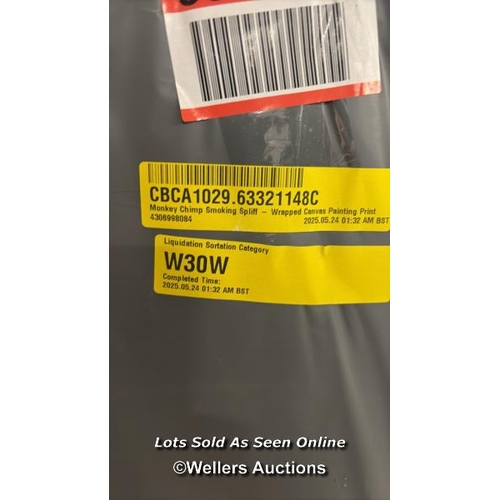 CBCA1029.63321148C
Monkey Chimp Smoking Spliff – Wrapped Canvas Painting Print
4306998084 2025.05.24 01:32 AM BST
Liquidation Sortation Category
W30W
Completed Time:
2025.05.24 01:32 AM BST
Lots Sold As Seen Online
©Wellers Auctions